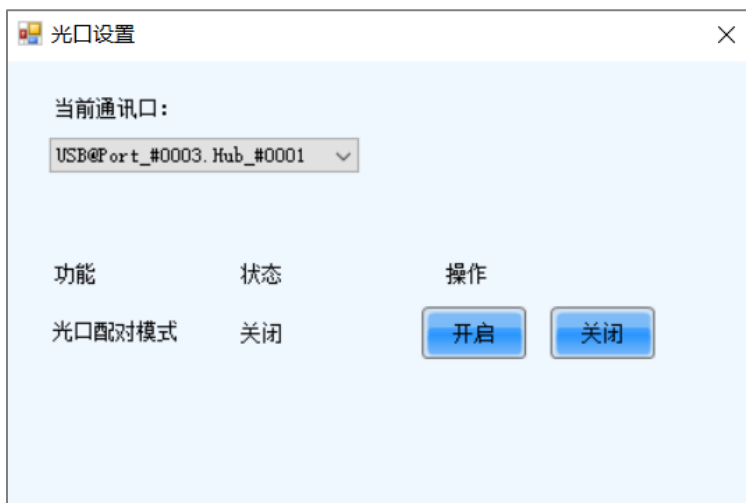 光口设置
当前通讯口：
USB@Port_#0003.Hub_#0001
功能 状态 操作
光口配对模式 关闭 开启 关闭